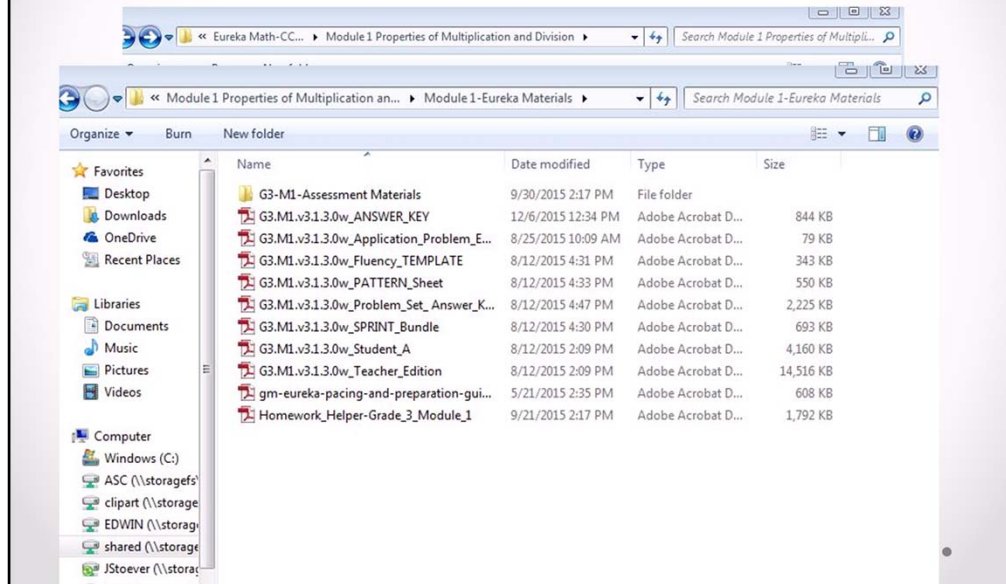 « Eureka Math-CC... ▸ Module 1 Properties of Multiplication and Division ▸ Search Module 1 Properties of Multipli...
« Module 1 Properties of Multiplication an... ▸ Module 1-Eureka Materials ▸ Search Module 1-Eureka Materials
Organize Burn New folder
Name Date modified Type Size
Favorites
Desktop
Downloads
OneDrive
Recent Places
Libraries
Documents
Music
Pictures
Videos
Computer
Windows (C:)
ASC (\\storagefs
clipart (\\storage
EDWIN (\\storag
shared (\\storage
JStoever (\\storag
G3-M1-Assessment Materials 9/30/2015 2:17 PM File folder
G3.M1.v3.1.3.0w_ANSWER_KEY 12/6/2015 12:34 PM Adobe Acrobat D... 844 KB
G3.M1.v3.1.3.0w_Application_Problem_E... 8/25/2015 10:09 AM Adobe Acrobat D... 79 KB
G3.M1.v3.1.3.0w_Fluency_TEMPLATE 8/12/2015 4:31 PM Adobe Acrobat D... 343 KB
G3.M1.v3.1.3.0w_PATTERN_Sheet 8/12/2015 4:33 PM Adobe Acrobat D... 550 KB
G3.M1.v3.1.3.0w_Problem_Set_ Answer_K... 8/12/2015 4:47 PM Adobe Acrobat D... 2,225 KB
G3.M1.v3.1.3.0w_SPRINT_Bundle 8/12/2015 4:30 PM Adobe Acrobat D... 693 KB
G3.M1.v3.1.3.0w_Student_A 8/12/2015 2:09 PM Adobe Acrobat D... 4,160 KB
G3.M1.v3.1.3.0w_Teacher_Edition 8/12/2015 2:09 PM Adobe Acrobat D... 14,516 KB
gm-eureka-pacing-and-preparation-gui... 5/21/2015 2:35 PM Adobe Acrobat D... 608 KB
Homework_Helper-Grade_3_Module_1 9/21/2015 2:17 PM Adobe Acrobat D... 1,792 KB